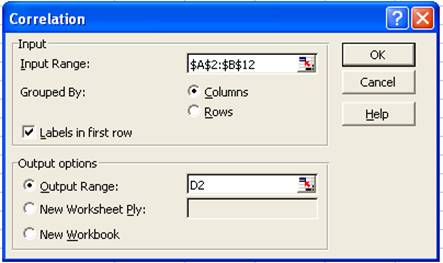 Correlation
Input
Input Range: $A$2:$B$12
Grouped By: Columns
Rows
Labels in first row
Output options
Output Range: D2
New Worksheet Ply:
New Workbook
OK
Cancel
Help